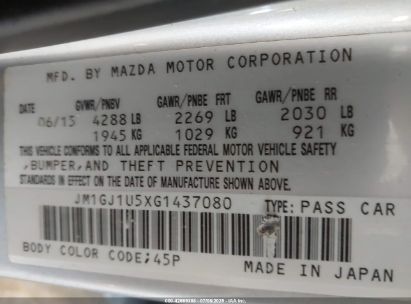 MFD. BY MAZDA MOTOR CORPORATION
DATE GVWR/PNBV GAWR/PNBE FRT GAWR/PNBE RR
06/15 4288 LB 2269 LB 2030 LB
1945 KG 1029 KG 921 KG
THIS VEHICLE CONFORMS TO ALL APPLICABLE FEDERAL MOTOR VEHICLE SAFETY
,BUMPER,AND THEFT PREVENTION
STANDARDS IN EFFECT ON THE DATE OF MANUFACTURE SHOWN ABOVE.
JM1GJ1U5XG1437080 TYPE: PASS CAR
BODY COLOR CODE:45P
MADE IN JAPAN